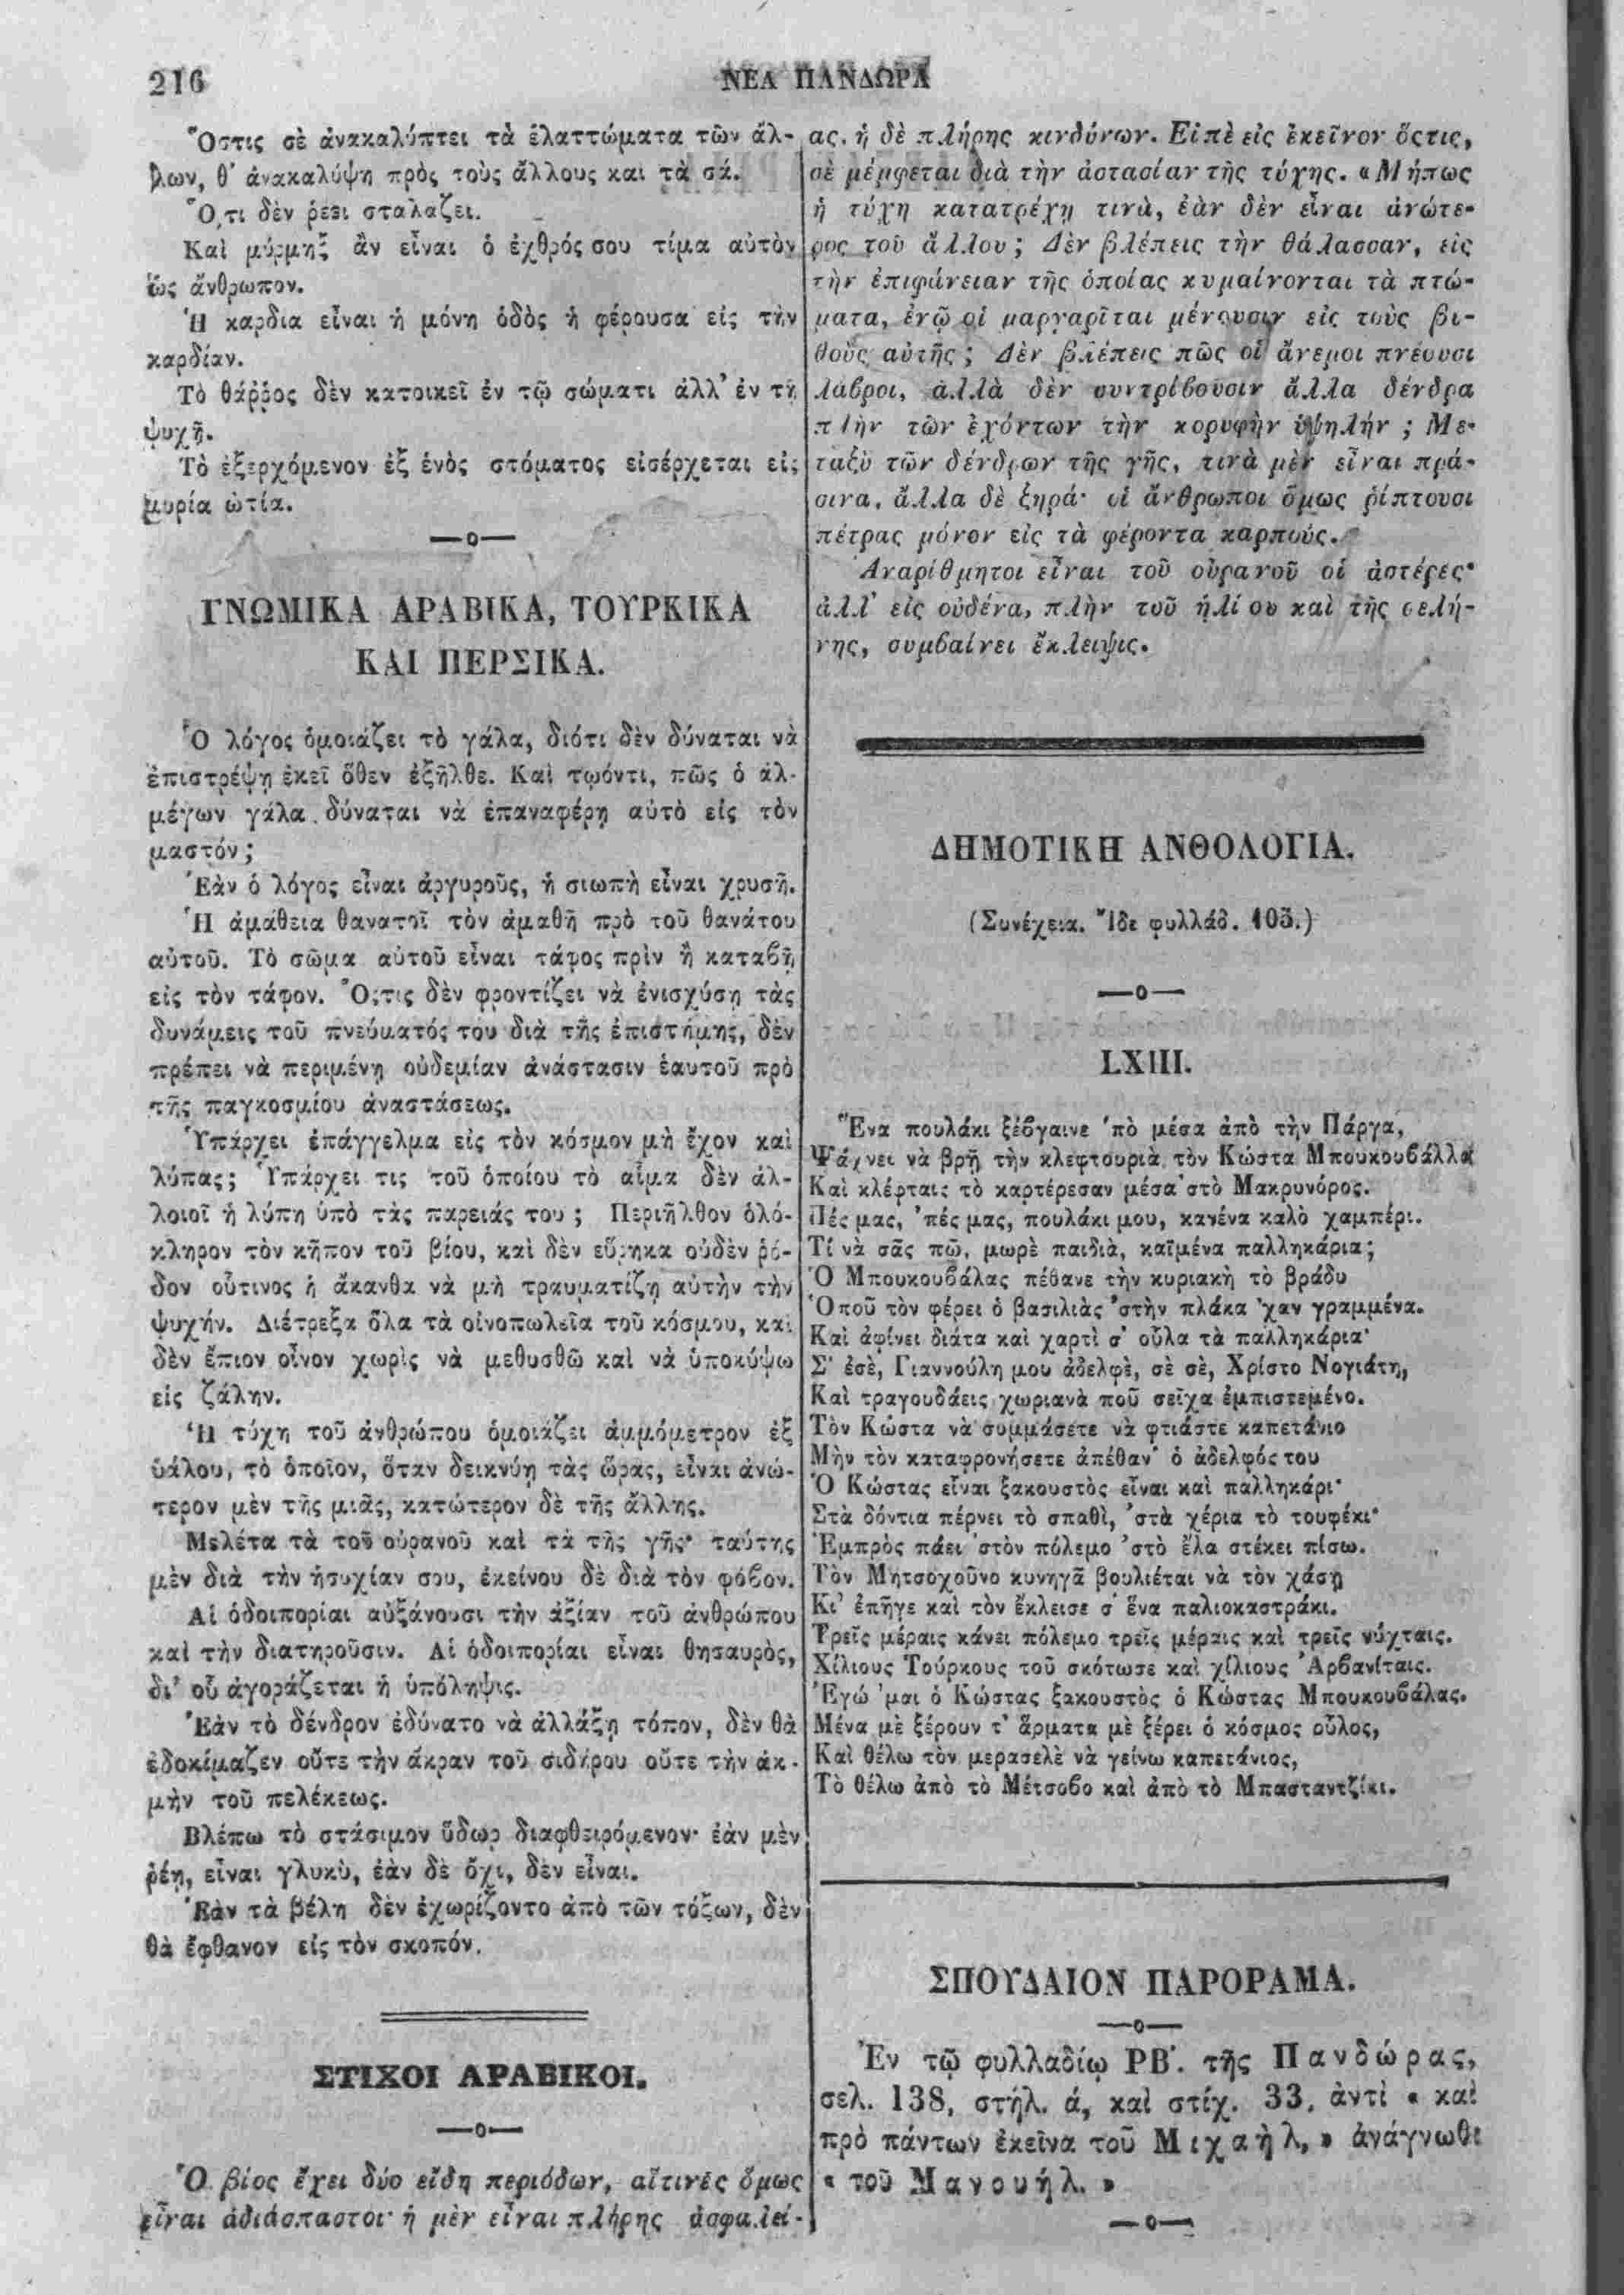 216
ΝΕΑ ΠΑΝΔΩΡΑ
Ὅστις σὲ ἀνακαλύπτει τὰ ἐλαττώματα τῶν ἄλ-
λων, θ' ἀνακαλύψῃ πρὸς τοὺς ἄλλους καὶ τὰ σά.
Ὅ,τι δὲν ῥέει σταλαζει.
Καὶ μύρμηξ ἂν εἶναι ὁ ἐχθρός σου τίμα αὐτὸν
ὡς ἄνθρωπον.
Ἡ καρδια εἶναι ἡ μόνη ὁδὸς ἡ φέρουσα εἰς τὴν
καρδίαν.
Τὸ θάῤῥος δὲν κατοικεῖ ἐν τῷ σώματι ἀλλ' ἐν τῇ
ψυχῇ.
Τὸ ἐξερχόμενον ἐξ ἑνὸς στόματος εἰσέρχεται εἰς
μυρία ὠτία.
ΓΝΩΜΙΚΑ ΑΡΑΒΙΚΑ, ΤΟΥΡΚΙΚΑ
ΚΑΙ ΠΕΡΣΙΚΑ.
Ὁ λόγος ὁμοιάζει τὸ γάλα, διότι δὲν δύναται νὰ
ἐπιστρέψῃ ἐκεῖ ὅθεν ἐξῆλθε. Καὶ τῳόντι, πῶς ὁ ἀλ-
μέγων γάλα δύναται νὰ ἐπαναφέρῃ αὐτὸ εἰς τὸν
μαστόν;
Ἐὰν ὁ λόγος εἶναι ἀργυροῦς, ἡ σιωπὴ εἶναι χρυσῆ.
Ἡ ἀμάθεια θανατοῖ τὸν ἀμαθῆ πρὸ τοῦ θανάτου
αὐτοῦ. Τὸ σῶμα αὐτοῦ εἶναι τάφος πρὶν ἢ καταβῇ
εἰς τὸν τάφον. Ὅςτις δὲν φροντίζει νὰ ἐνισχύσῃ τὰς
δυνάμεις τοῦ πνεύματός του διὰ τῆς ἐπιστήμης, δὲν
πρέπει νὰ περιμένῃ οὐδεμίαν ἀνάστασιν ἑαυτοῦ πρὸ
τῆς παγκοσμίου ἀναστάσεως.
Ὑπάρχει ἐπάγγελμα εἰς τὸν κόσμον μὴ ἔχον καὶ
λύπας; Ὑπάρχει τις τοῦ ὁποίου τὸ αἷμα δὲν ἀλ-
λοιοῖ ἡ λύπη ὑπὸ τὰς παρειάς του; Περιῆλθον ὁλό-
κληρον τὸν κῆπον τοῦ βίου, καὶ δὲν εὕρηκα οὐδὲν ῥό-
δον οὗτινος ἡ ἄκανθα νὰ μὴ τραυματίζῃ αὐτὴν τὴν
ψυχήν. Διέτρεξα ὅλα τὰ οἰνοπωλεῖα τοῦ κόσμου, καὶ
δὲν ἔπιον οἶνον χωρὶς νὰ μεθυσθῶ καὶ νὰ ὑποκύψω
εἰς ζάλην.
Ἡ τύχη τοῦ ἀνθρώπου ὁμοιάζει ἀμμόμετρον ἐξ
ὑάλου, τὸ ὁποῖον, ὅταν δεικνύῃ τὰς ὥρας, εἶναι ἀνώ-
τερον μὲν τῆς μιᾶς, κατώτερον δὲ τῆς ἄλλης.
Μελέτα τὰ τοῦ οὐρανοῦ καὶ τὰ τῆς γῆς· ταύτης
μὲν διὰ τὴν ἡσυχίαν σου, ἐκείνου δὲ διὰ τὸν φόβον.
Αἱ ὁδοιπορίαι αὐξάνουσι τὴν ἀξίαν τοῦ ἀνθρώπου
καὶ τὴν διατηροῦσιν. Αἱ ὁδοιπορίαι εἶναι θησαυρὸς,
δι' οὗ ἀγοράζεται ἡ ὑπόληψις.
Ἐὰν τὸ δένδρον ἐδύνατο νὰ ἀλλάξῃ τόπον, δὲν θὰ
ἐδοκίμαζεν οὔτε τὴν ἄκραν τοῦ σιδήρου οὔτε τὴν ἀκ-
μὴν τοῦ πελέκεως.
Βλέπω τὸ στάσιμον ὕδωρ διαφθειρόμενον· ἐὰν μὲν
ῥέῃ, εἶναι γλυκὺ, ἐὰν δὲ ὄχι, δὲν εἶναι.
Ἐὰν τὰ βέλη δὲν ἐχωρίζοντο ἀπὸ τῶν τόξων, δὲν
θὰ ἔφθανον εἰς τὸν σκοπόν.
ΣΤΙΧΟΙ ΑΡΑΒΙΚΟΙ.
Ὁ βίος ἔχει δύο εἴδη περιόδων, αἵτινες ὅμως
εἶναι ἀδιάσπαστοι· ἡ μὲν εἶναι πλήρης ἀσφαλεί-
ας, ἡ δὲ πλήρης κινδύνων. Εἰπὲ εἰς ἐκεῖνον ὅςτις,
σὲ μέμφεται διὰ τὴν ἀστασίαν τῆς τύχης. «Μήπως
ἡ τύχη κατατρέχῃ τινὰ, ἐὰν δὲν εἶναι ἀνώτε-
ρος τοῦ ἄλλου; Δὲν βλέπεις τὴν θάλασσαν, εἰς
τὴν ἐπιφάνειαν τῆς ὁποίας κυμαίνονται τὰ πτώ-
ματα, ἐνῷ οἱ μαργαρῖται μένουσιν εἰς τοὺς βυ-
θοὺς αὐτῆς; Δὲν βλέπεις πῶς οἱ ἄνεμοι πνέουσι
λάβροι, ἀλλὰ δὲν συντρίβουσιν ἄλλα δένδρα
πλὴν τῶν ἐχόντων τὴν κορυφὴν ὑψηλήν; Με-
ταξὺ τῶν δένδρων τῆς γῆς, τινὰ μὲν εἶναι πρά-
σινα, ἄλλα δὲ ξηρά· οἱ ἄνθρωποι ὅμως ῥίπτουσι
πέτρας μόνον εἰς τὰ φέροντα καρπούς.
Ἀναρίθμητοι εἶναι τοῦ οὐρανοῦ οἱ ἀστέρες·
ἀλλ' εἰς οὐδένα, πλὴν τοῦ ἡλίου καὶ τῆς σελή-
νης, συμβαίνει ἔκλειψις.
ΔΗΜΟΤΙΚΗ ΑΝΘΟΛΟΓΙΑ.
(Συνέχεια. Ἴδε φυλλάδ. 105.)
LXIII.
Ἕνα πουλάκι ξέβγαινε 'πὸ μέσα ἀπὸ τὴν Πάργα,
Ψάχνει νὰ βρῇ τὴν κλεφτουριὰ τὸν Κώστα Μπουκουβάλλα
Καὶ κλέφταις τὸ καρτέρεσαν μέσα 'στὸ Μακρυνόρος.
Πές μας, 'πές μας, πουλάκι μου, κανένα καλὸ χαμπέρι.
Τί νὰ σᾶς πῶ, μωρὲ παιδιὰ, καϊμένα παλληκάρια;
Ὁ Μπουκουβάλας πέθανε τὴν κυριακὴ τὸ βράδυ
Ὁποῦ τὸν φέρει ὁ βασιλιὰς 'στὴν πλάκα 'χαν γραμμένα.
Καὶ ἀφίνει διάτα καὶ χαρτὶ σ' οὖλα τὰ παλληκάρια·
Σ' ἐσὲ, Γιαννούλη μου ἀδελφὲ, σὲ σὲ, Χρίστο Νογιάτη,
Καὶ τραγουδάεις χωριανὰ ποῦ σεῖχα ἐμπιστεμένο.
Τὸν Κώστα νὰ συμμάσετε νὰ φτιάστε καπετάνιο
Μὴν τὸν καταφρονήσετε ἀπέθαν' ὁ ἀδελφός του
Ὁ Κώστας εἶναι ξακουστὸς εἶναι καὶ παλληκάρι·
Στὰ δόντια πέρνει τὸ σπαθὶ, 'στὰ χέρια τὸ τουφέκι·
Ἐμπρὸς πάει 'στὸν πόλεμο 'στὸ ἔλα στέκει πίσω.
Τὸν Μητσοχοῦνο κυνηγᾷ βουλιέται νὰ τὸν χάσῃ
Κι' ἐπῆγε καὶ τὸν ἔκλεισε σ' ἕνα παλιοκαστράκι.
Τρεῖς μέραις κάνει πόλεμο τρεῖς μέραις καὶ τρεῖς νύχταις.
Χίλιους Τούρκους τοῦ σκότωσε καὶ χίλιους Ἀρβανίταις.
Ἐγώ 'μαι ὁ Κώστας ξακουστὸς ὁ Κώστας Μπουκουβάλας.
Μένα μὲ ξέρουν τ' ἅρματα μὲ ξέρει ὁ κόσμος οὖλος,
Καὶ θέλω τὸν μερασελὲ νὰ γείνω καπετάνιος,
Τὸ θέλω ἀπὸ τὸ Μέτσοβο καὶ ἀπὸ τὸ Μπασταντζίκι.
ΣΠΟΥΔΑΙΟΝ ΠΑΡΟΡΑΜΑ.
Ἐν τῷ φυλλαδίῳ ΡΒ'. τῆς Πανδώρας,
σελ. 138, στήλ. ά, καὶ στίχ. 33, ἀντὶ « καὶ
πρὸ πάντων ἐκεῖνα τοῦ Μιχαὴλ, » ἀνάγνωθι
« τοῦ Μανουήλ. »